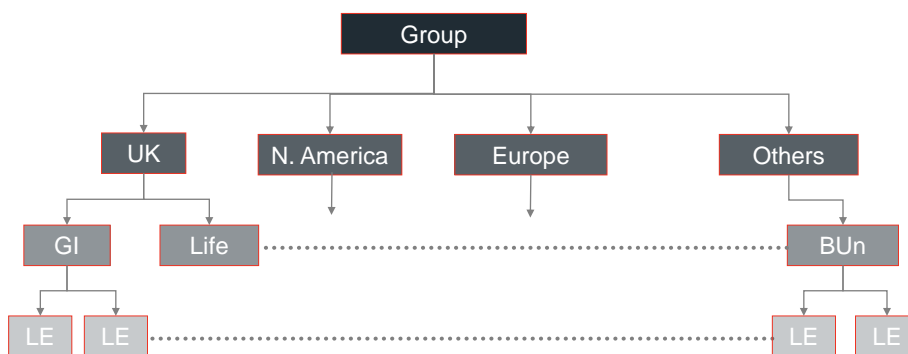 Group
UK
N. America
Europe
Others
GI
Life
BUn
LE
LE
LE
LE